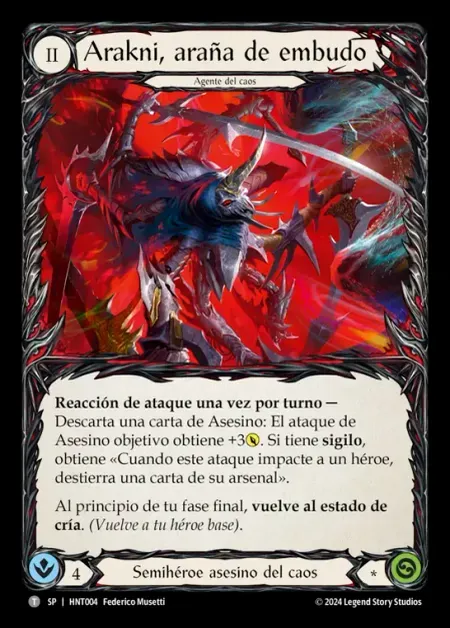 II
Arakni, araña de embudo
Agente del caos
Reacción de ataque una vez por turno —
Descarta una carta de Asesino: El ataque de
Asesino objetivo obtiene +3. Si tiene sigilo,
obtiene «Cuando este ataque impacte a un héroe,
destierra una carta de su arsenal».
Al principio de tu fase final, vuelve al estado de
cría. (Vuelve a tu héroe base).
4
Semihéroe asesino del caos
*
T SP | HNT004 Federico Musetti
© 2024 Legend Story Studios